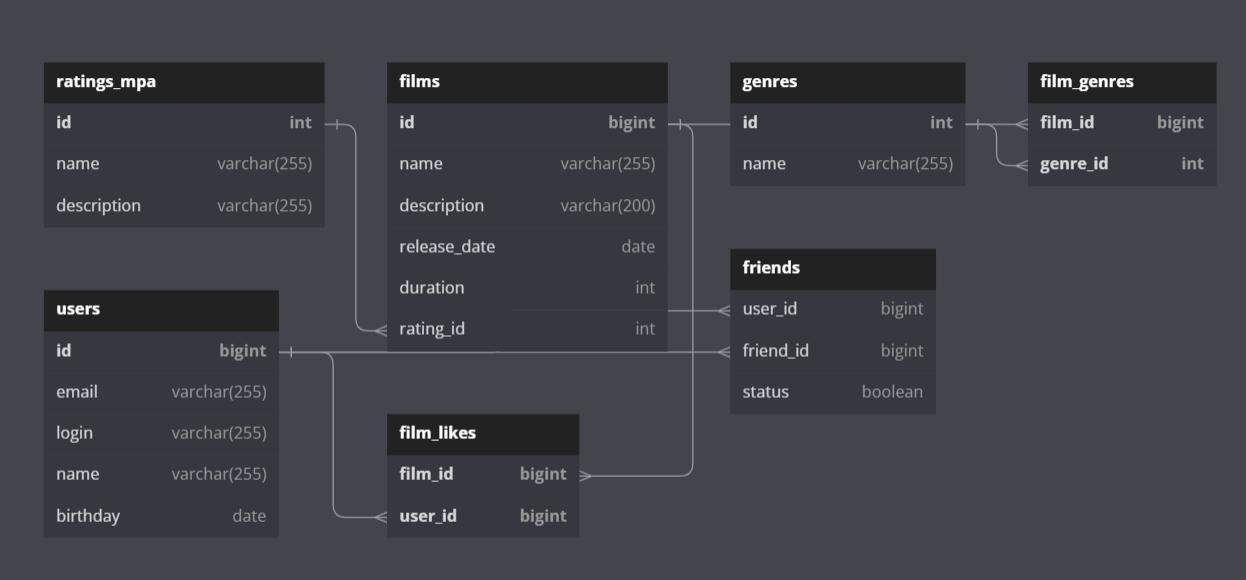 ratings_mpa
id int
name varchar(255)
description varchar(255)
films
id bigint
name varchar(255)
description varchar(200)
release_date date
duration int
rating_id int
genres
id int
name varchar(255)
film_genres
film_id bigint
genre_id int
users
id bigint
email varchar(255)
login varchar(255)
name varchar(255)
birthday date
film_likes
film_id bigint
user_id bigint
friends
user_id bigint
friend_id bigint
status boolean